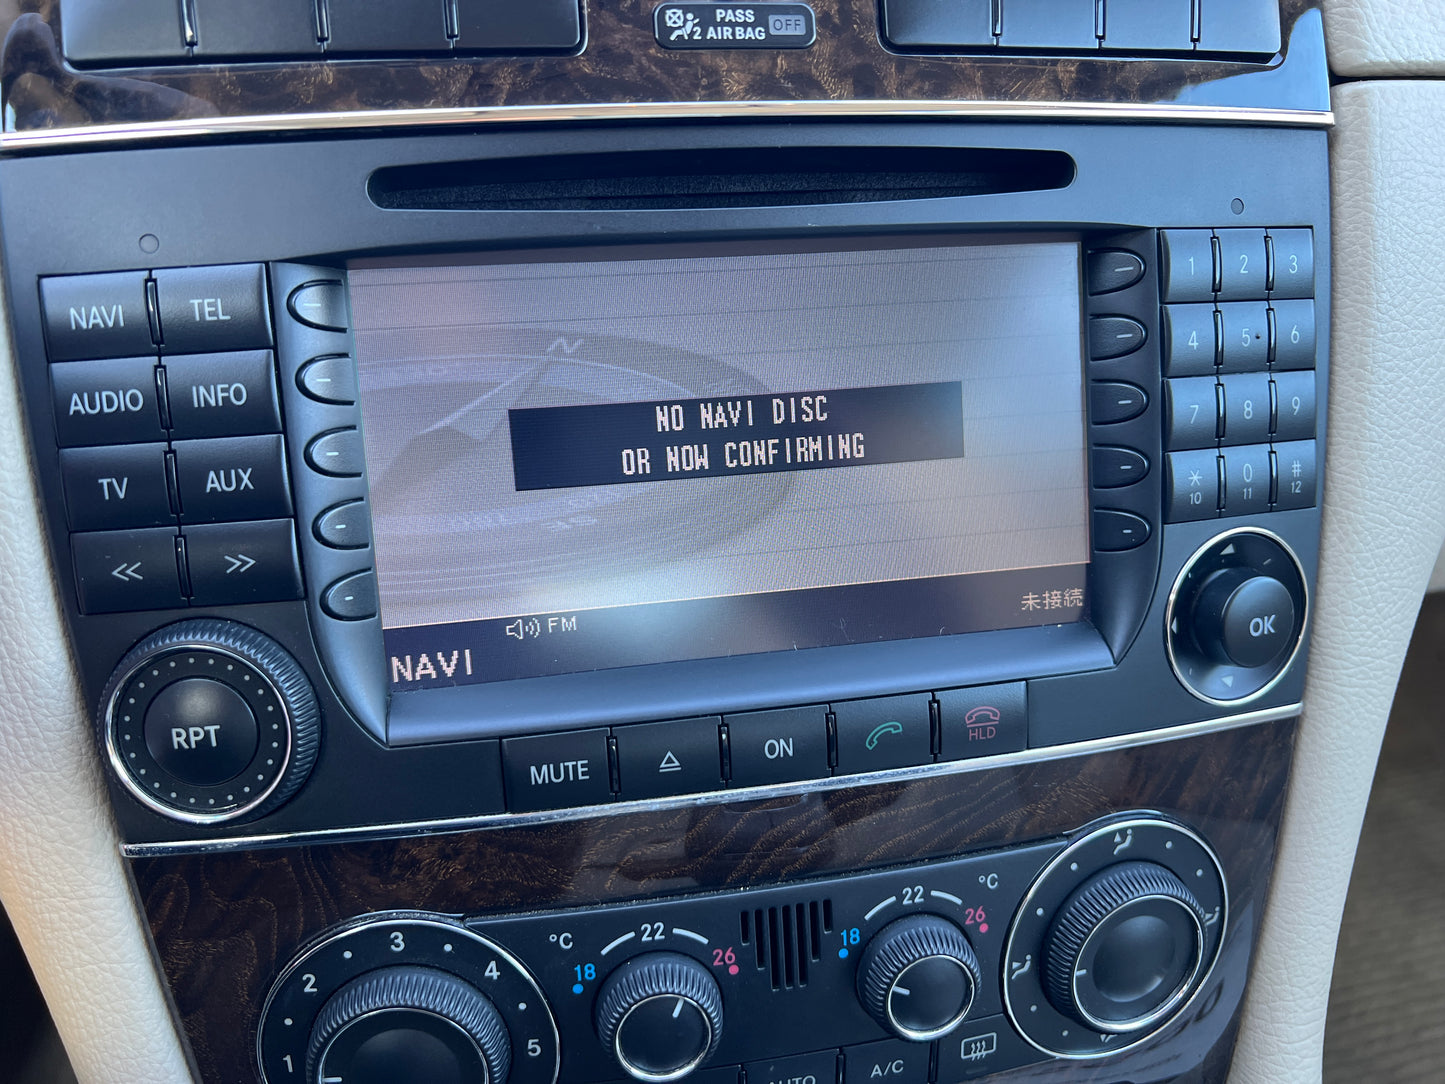 PASS
2 AIR BAG OFF
NAVI
TEL
AUDIO
INFO
TV
AUX
<<
>>
RPT
NO NAVI DISC
OR NOW CONFIRMING
FM
未接続
NAVI
1
2
3
4
5
6
7
8
9
*
10
0
11
#
12
OK
MUTE
ON
HLD
1
2
3
4
5
°C
18
22
26
18
22
26
°C
AUTO
A/C